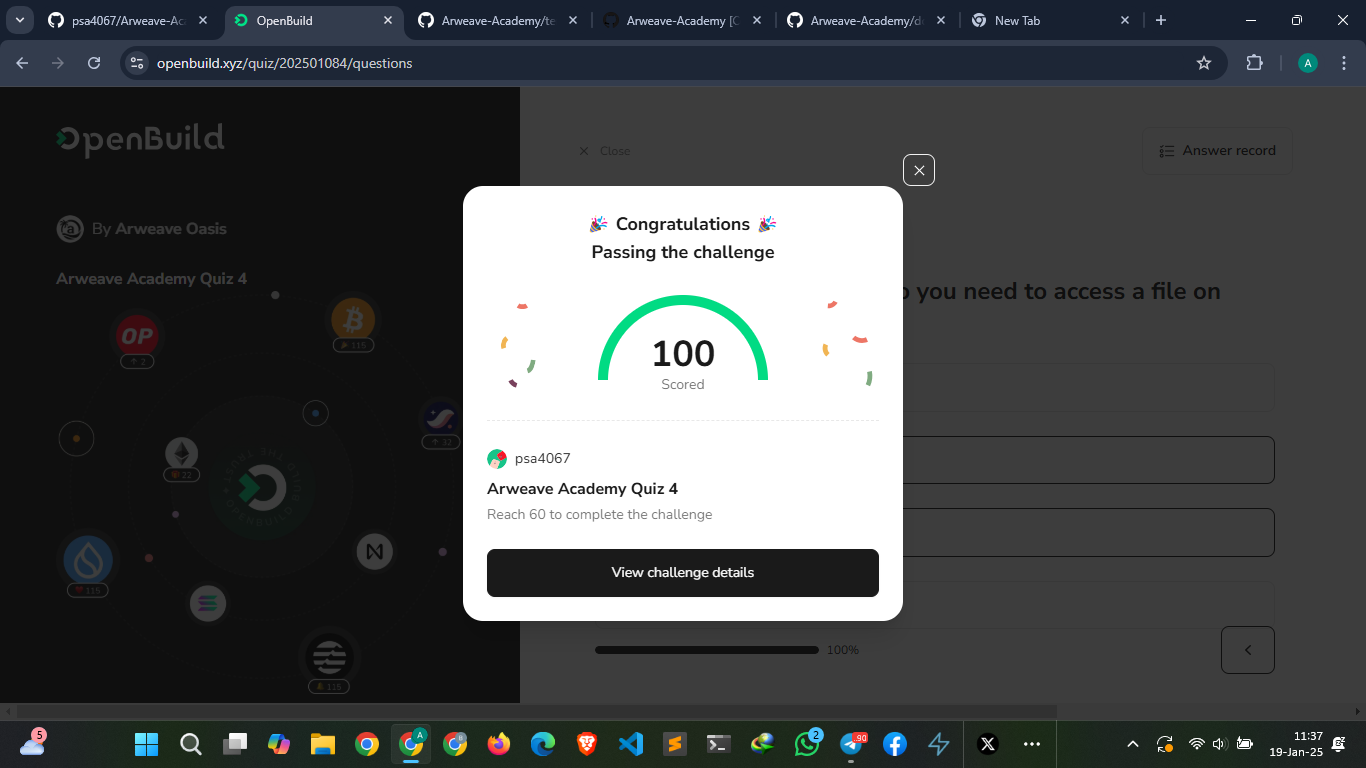 psa4067/Arweave-Aca
OpenBuild
Arweave-Academy/te
Arweave-Academy [C
Arweave-Academy/d
New Tab
openbuild.xyz/quiz/202501084/questions
A
OpenBuild
Close
Answer record
By Arweave Oasis
Arweave Academy Quiz 4
you need to access a file on
OP
2
115
32
22
115
115
🎉 Congratulations 🎉
Passing the challenge
100
Scored
psa4067
Arweave Academy Quiz 4
Reach 60 to complete the challenge
View challenge details
100%
5
A
2
90
11:37
19-Jan-25